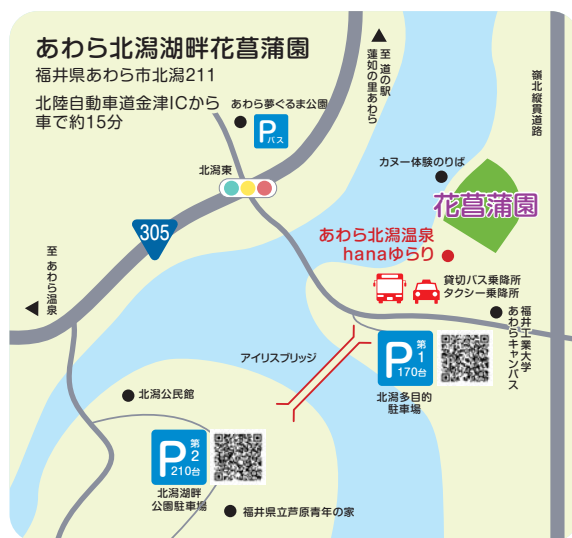 あわら北潟湖畔花菖蒲園
福井県あわら市北潟211
北陸自動車道金津ICから
車で約15分
あわら夢ぐるま公園
P
バス
至 道の駅
蓮如の里あわら
嶺北縦貫道路
北潟東
カヌー体験のりば
花菖蒲園
305
あわら北潟温泉
hanaゆらり
至 あわら温泉
貸切バス乗降所
タクシー乗降所
福井工業大学
あわらキャンパス
アイリスブリッジ
P
第1
170台
北潟多目的
駐車場
北潟公民館
P
第2
210台
北潟湖畔
公園駐車場
福井県立芦原青年の家